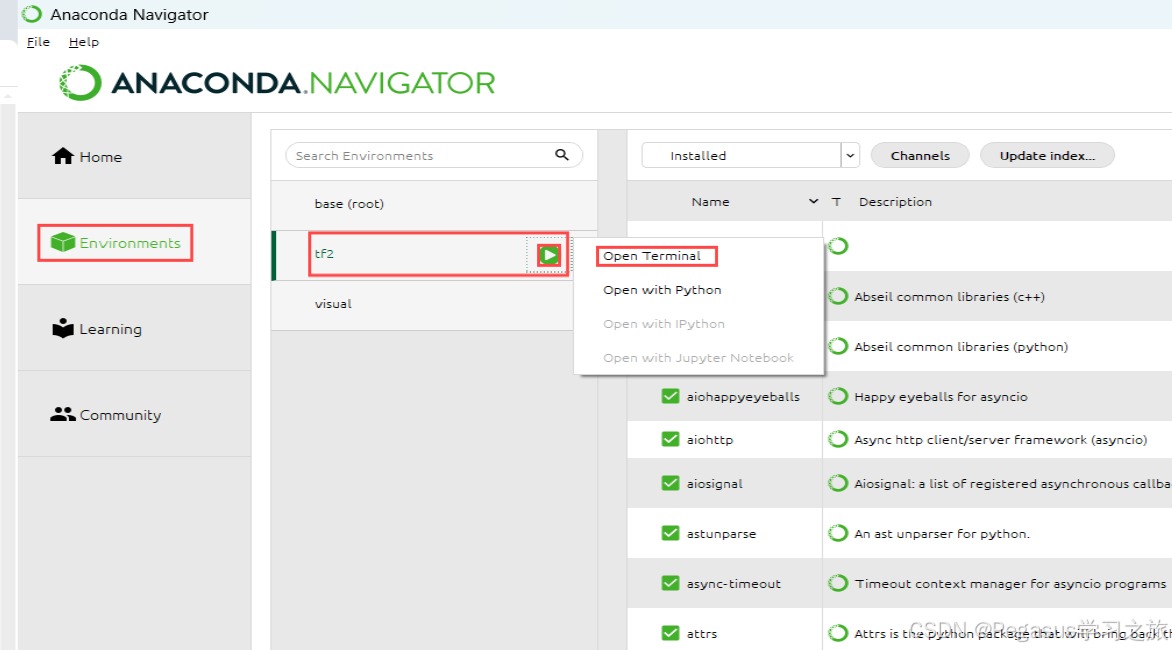 Anaconda Navigator
File Help
ANACONDA.NAVIGATOR
Home
Environments
Learning
Community
Search Environments
base (root)
tf2
visual
Open Terminal
Open with Python
Open with IPython
Open with Jupyter Notebook
Installed
Channels
Update index...
Name T Description
Abseil common libraries (c++)
Abseil common libraries (python)
aiohappyeyeballs Happy eyeballs for asyncio
aiohttp Async http client/server framework (asyncio)
aiosignal Aiosignal: a list of registered asynchronous callba
astunparse An ast unparser for python.
async-timeout Timeout context manager for asyncio programs
attrs Attrs is the python package that will bring back th
CSDN @Pegasus学习之旅